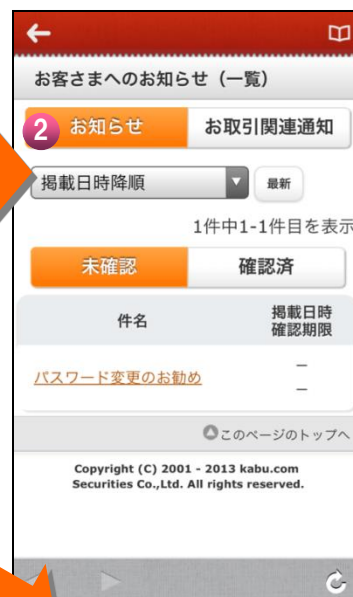 お客さまへのお知らせ（一覧）
2 お知らせ お取引関連通知
掲載日時降順 最新
1件中1-1件目を表示
未確認 確認済
件名 掲載日時
確認期限
パスワード変更のお勧め –
–
このページのトップへ
Copyright (C) 2001 - 2013 kabu.com
Securities Co.,Ltd. All rights reserved.